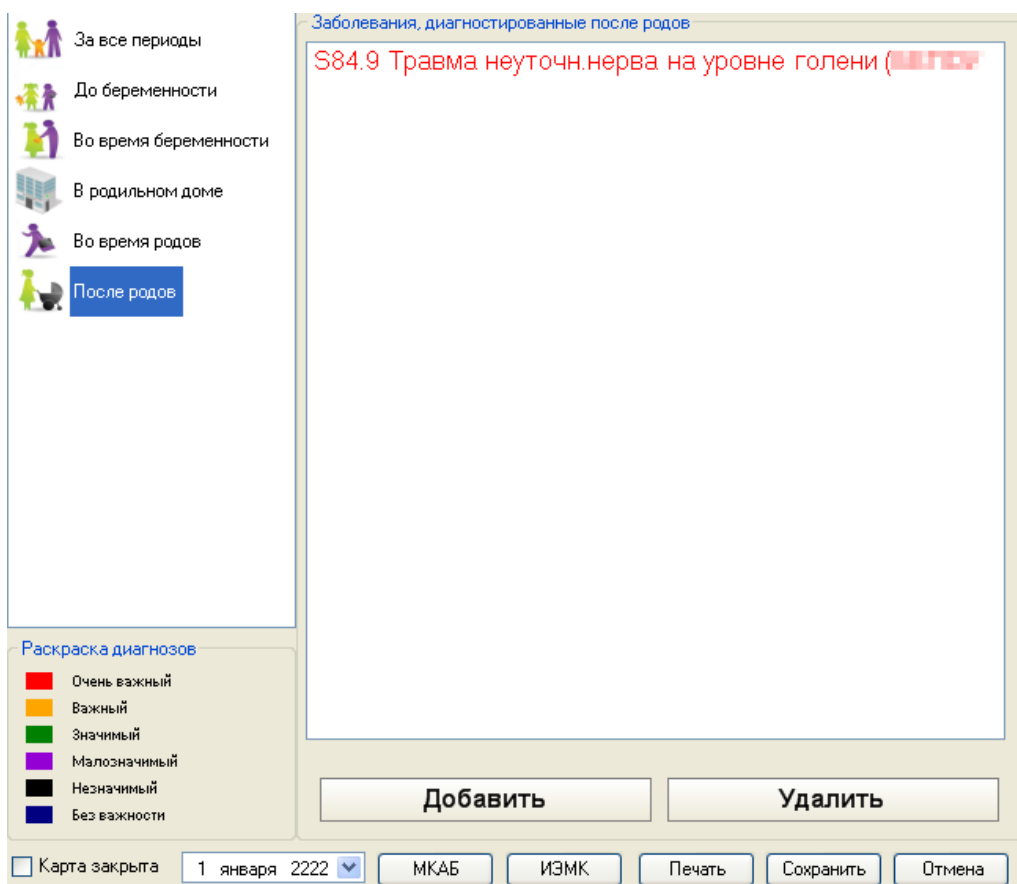 За все периоды
До беременности
Во время беременности
В родильном доме
Во время родов
После родов
Заболевания, диагностированные после родов
S84.9 Травма неуточн.нерва на уровне голени (
Раскраска диагнозов
Очень важный
Важный
Значимый
Малозначимый
Незначимый
Без важности
Добавить
Удалить
Карта закрыта
1 января 2222
МКАБ
ИЭМК
Печать
Сохранить
Отмена